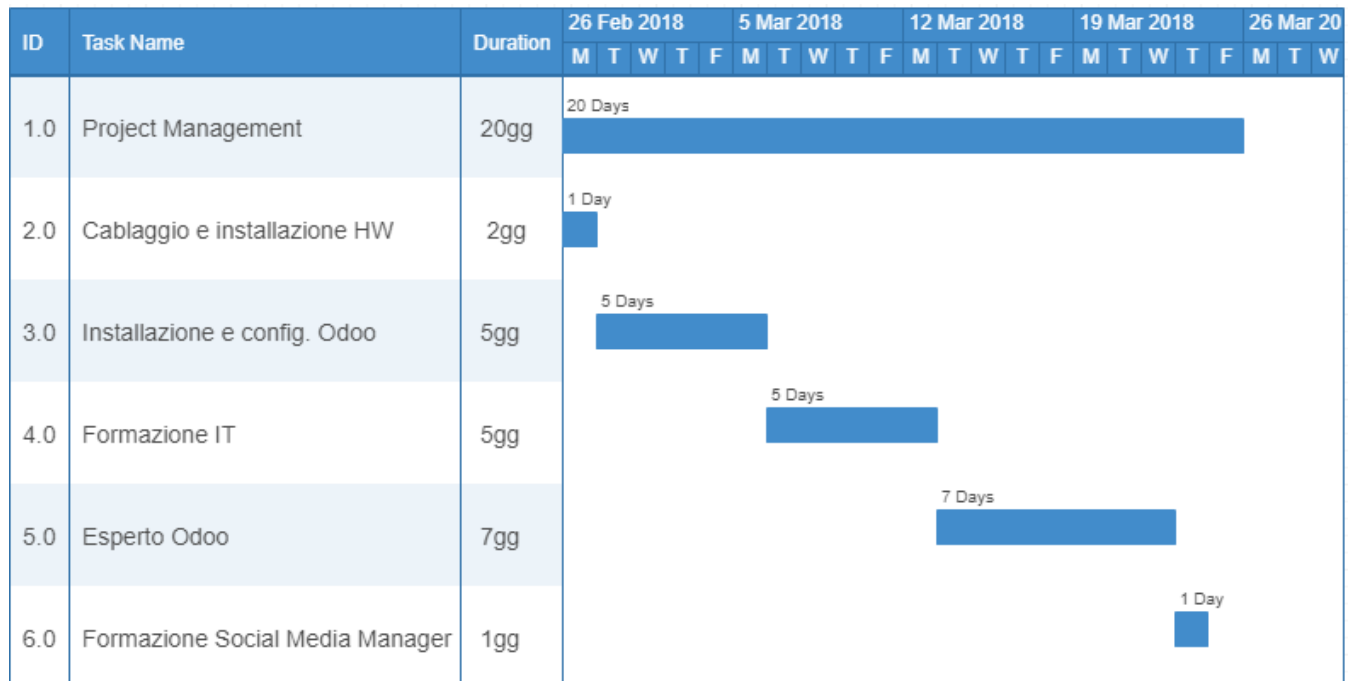 ID Task Name Duration 26 Feb 2018 5 Mar 2018 12 Mar 2018 19 Mar 2018 26 Mar 20
M T W T F M T W T F M T W T F M T W T F M T W
20 Days
1.0 Project Management 20gg
1 Day
2.0 Cablaggio e installazione HW 2gg
5 Days
3.0 Installazione e config. Odoo 5gg
5 Days
4.0 Formazione IT 5gg
7 Days
5.0 Esperto Odoo 7gg
1 Day
6.0 Formazione Social Media Manager 1gg